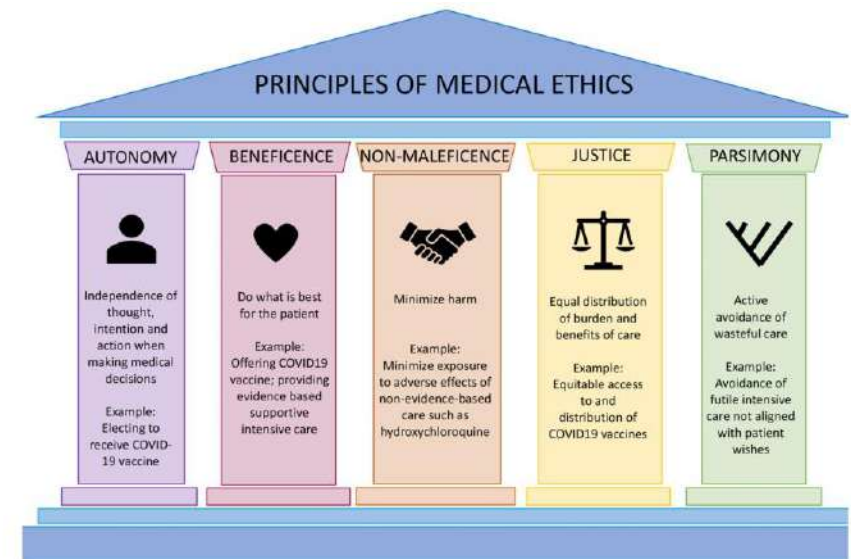 PRINCIPLES OF MEDICAL ETHICS
AUTONOMY
Independence of
thought,
intention and
action when
making medical
decisions
Example:
Electing to
receive COVID-
19 vaccine
BENEFICENCE
Do what is best
for the patient
Example:
Offering COVID19
vaccine; providing
evidence based
supportive
intensive care
NON-MALEFICENCE
Minimize harm
Example:
Minimize exposure
to adverse effects of
non-evidence-based
care such as
hydroxychloroquine
JUSTICE
Equal distribution
of burden and
benefits of care
Example:
Equitable access
to and
distribution of
COVID19 vaccines
PARSIMONY
Active
avoidance of
wasteful care
Example:
Avoidance of
futile intensive
care not aligned
with patient
wishes